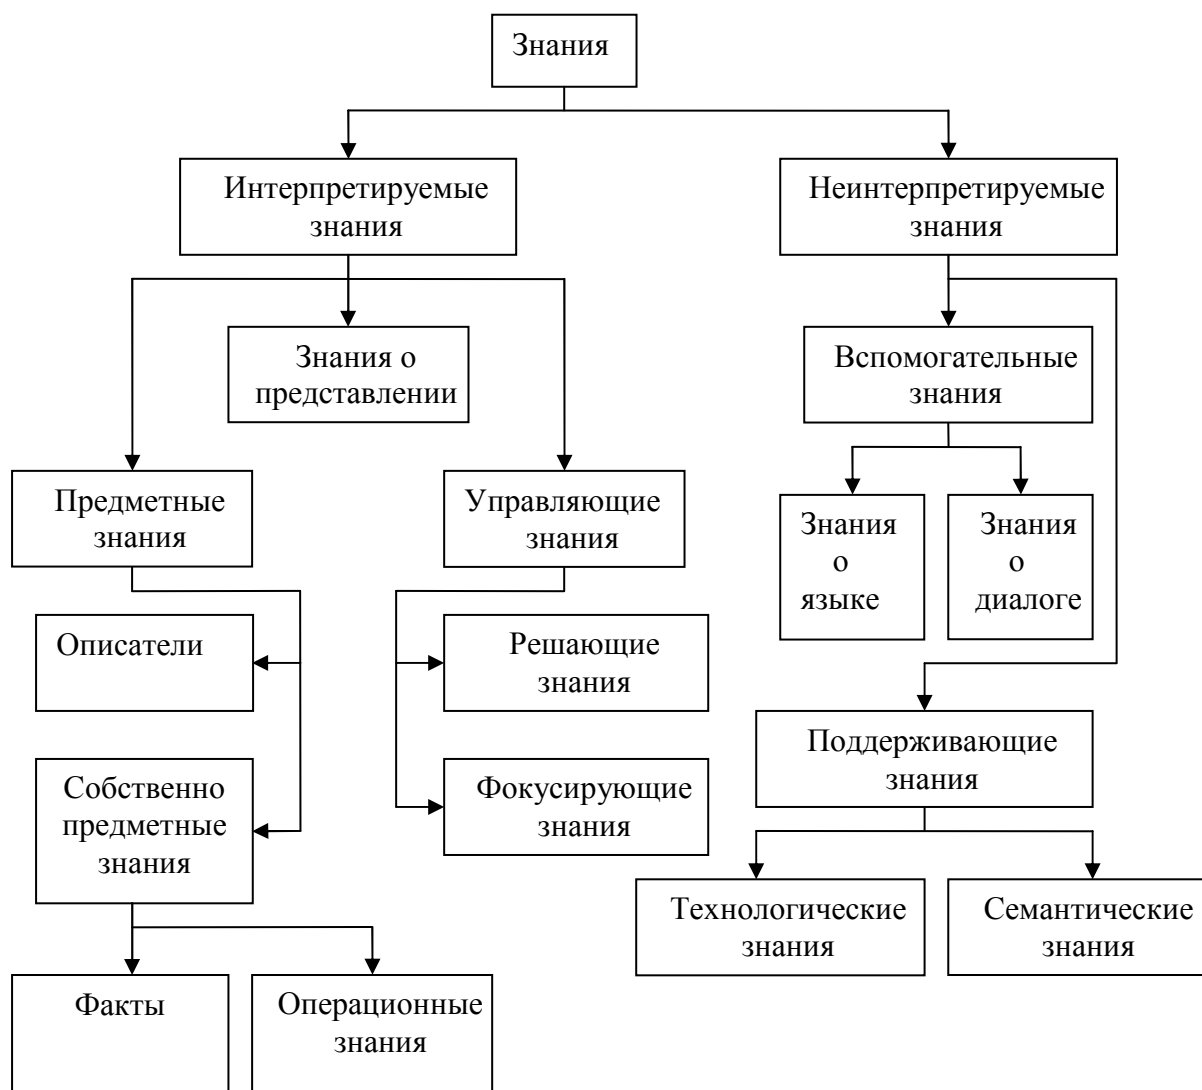 Знания
Интерпретируемые
знания
Неинтерпретируемые
знания
Знания о
представлении
Вспомогательные
знания
Предметные
знания
Управляющие
знания
Знания
о
языке
Знания
о
диалоге
Описатели
Решающие
знания
Поддерживающие
знания
Собственно
предметные
знания
Фокусирующие
знания
Технологические
знания
Семантические
знания
Факты
Операционные
знания